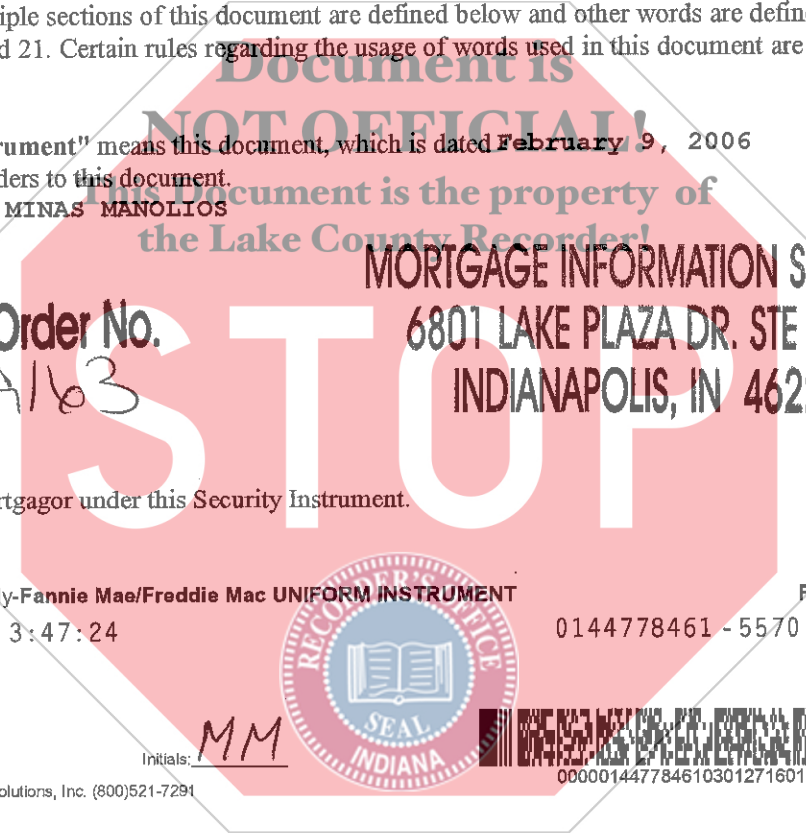 iple sections of this document are defined below and other words are define
d 21. Certain rules regarding the usage of words used in this document are
Document is
NOT OFFICIAL!
rument" means this document, which is dated February 9, 2006
ders to this document.
This Document is the property of
MINAS MANOLIOS
the Lake County Recorder!
MORTGAGE INFORMATION S
Order No.
6801 LAKE PLAZA DR. STE
A163
INDIANAPOLIS, IN 462
STOP
rtgagor under this Security Instrument.
y-Fannie Mae/Freddie Mac UNIFORM INSTRUMENT
3:47:24
0144778461-5570
RECORDER'S OFFICE
SEAL
INDIANA
Initials: MM
000001447784610301271601
olutions, Inc. (800)521-7291